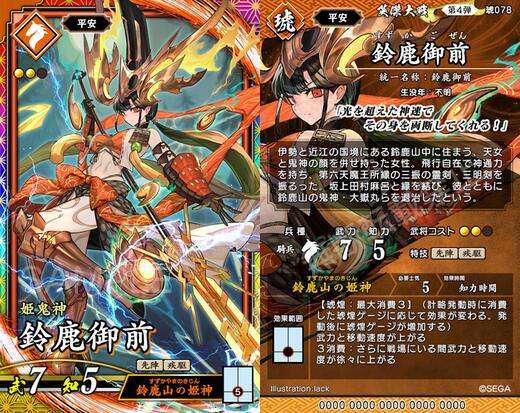 平安
姫鬼神
鈴鹿御前
先陣 疾駆
武7 知5
すずかやまのきじん
鈴鹿山の姫神
5
琥
平安
英傑大戦
第4弾
琥078
すずかごぜん
鈴鹿御前
統一名称:鈴鹿御前
生没年:不明
「光を超えた神速で
その身を両断してくれる!」
伊勢と近江の国境にある鈴鹿山中に住まう、天女
と鬼神の顔を併せ持った女性。飛行自在で神通力
を持ち、第六天魔王所縁の三振の霊剣・三明剣を
振るった。坂上田村麻呂と縁を結び、彼とともに
鈴鹿山の鬼神・大嶽丸らを退治したという。
兵種 武力 知力 武将コスト
騎兵 7 5 特技 先陣 疾駆
すずかやまのきじん 必要士気 効果時間
鈴鹿山の姫神 5 知力時間
効果範囲
【琥煌:最大消費3】(計略発動時に消費
した琥煌ゲージに応じて効果が変わる。発
動後に琥煌ゲージが増加する)
武力と移動速度が上がる
3消費:さらに戦場にいる間武力と移動速
度が徐々に上がる
Illustration:lack
©SEGA
0000 0000 0000 0000 0000